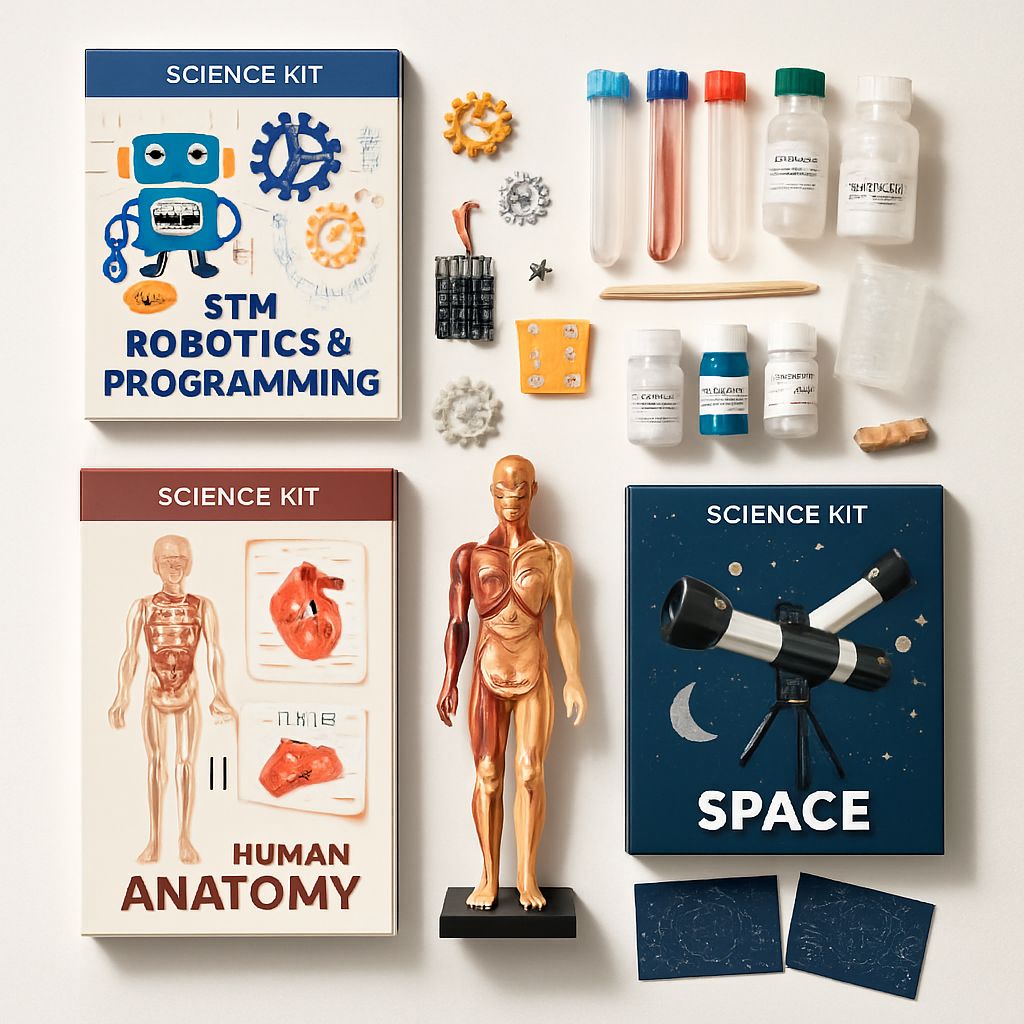 SCIENCE KIT
STM
ROBOTICS &
PROGRAMMING
SCIENCE KIT
HUMAN
ANATOMY
SCIENCE KIT
SPACE